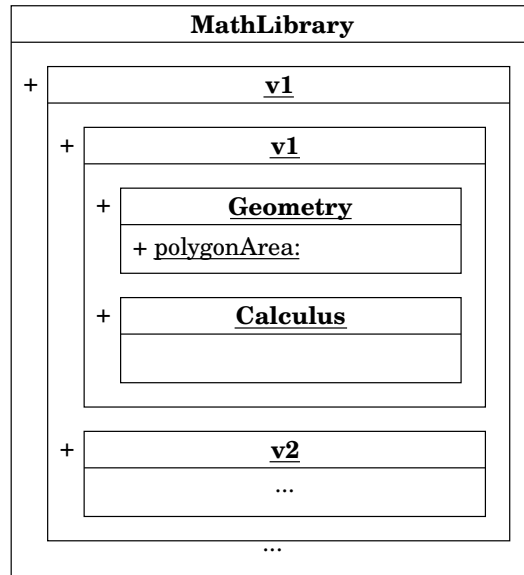 MathLibrary
+ v1
+ v1
+ Geometry
+ polygonArea:
+ Calculus
+ v2
...
...